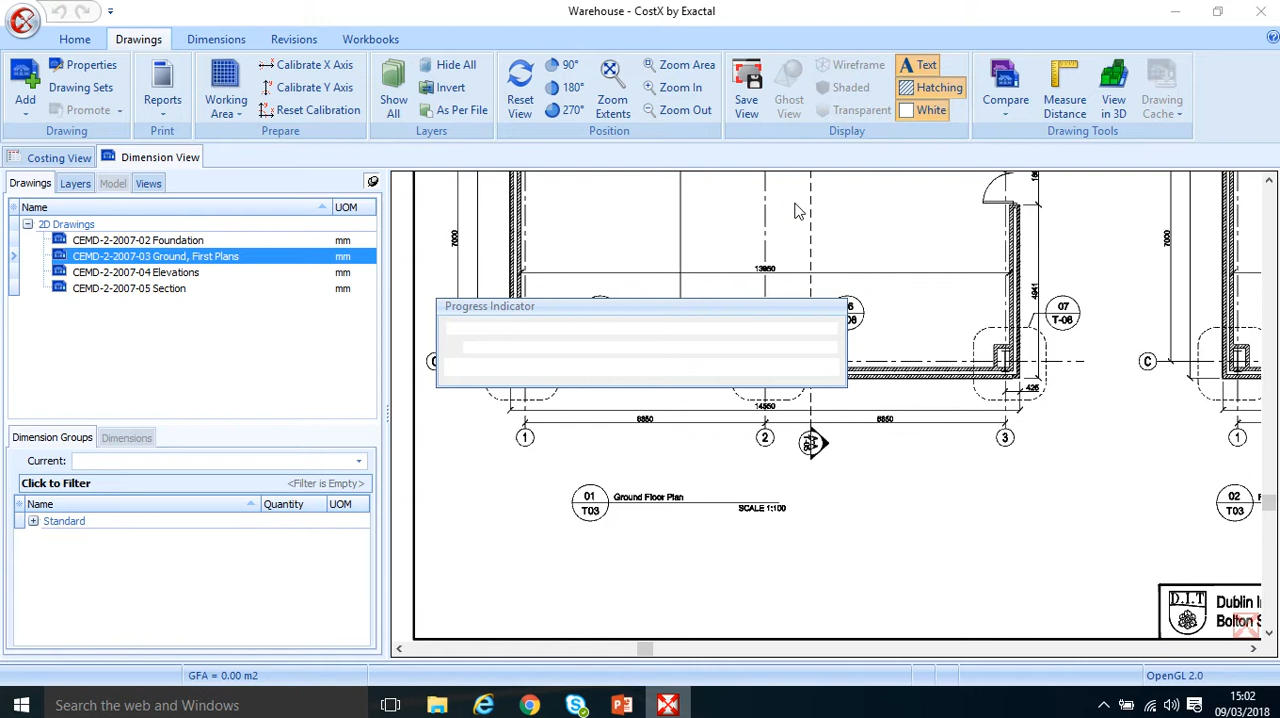 Warehouse - CostX by Exactal
Home Drawings Dimensions Revisions Workbooks
Add Properties Drawing Sets Promote
Drawing
Reports
Print
Working Area Calibrate X Axis Calibrate Y Axis Reset Calibration
Prepare
Show All Hide All Invert As Per File
Layers
Reset View 90° 180° 270° Zoom Extents Zoom Area Zoom In Zoom Out
Position
Save View Ghost View Wireframe Shaded Transparent Text Hatching White
Display
Compare Measure Distance View in 3D Drawing Cache
Drawing Tools
Costing View Dimension View
Drawings Layers Model Views
Name UOM
2D Drawings
CEMD-2-2007-02 Foundation mm
CEMD-2-2007-03 Ground, First Plans mm
CEMD-2-2007-04 Elevations mm
CEMD-2-2007-05 Section mm
Dimension Groups Dimensions
Current:
Click to Filter <Filter is Empty>
Name Quantity UOM
Standard
7000
13950
4941
7000
Progress Indicator
07
T-06
C
C
425
14550
6850 6850
1 2 3 1
01
T03
Ground Floor Plan
SCALE 1:100
02
T03
D.I.T
Dublin In
Bolton S
GFA = 0.00 m2
OpenGL 2.0
Search the web and Windows
15:02
09/03/2018